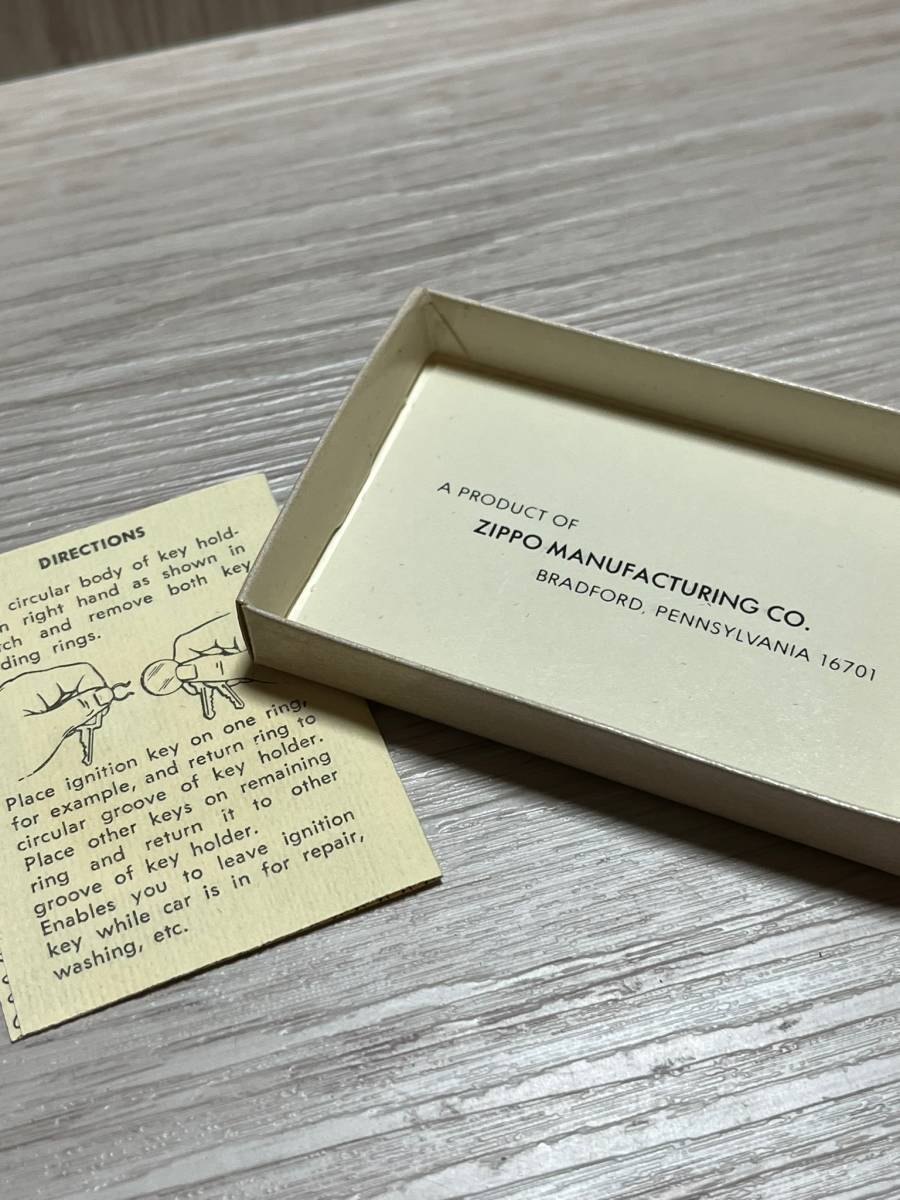 DIRECTIONS
circular body of key hold-
right hand as shown in
and remove both key
rings.
Place ignition key on one ring,
for example, and return ring to
circular groove of key holder.
Place other keys on remaining
ring and return it to other
groove of key holder.
Enables you to leave ignition
key while car is in for repair,
washing, etc.
A PRODUCT OF
ZIPPO MANUFACTURING CO.
BRADFORD, PENNSYLVANIA 16701